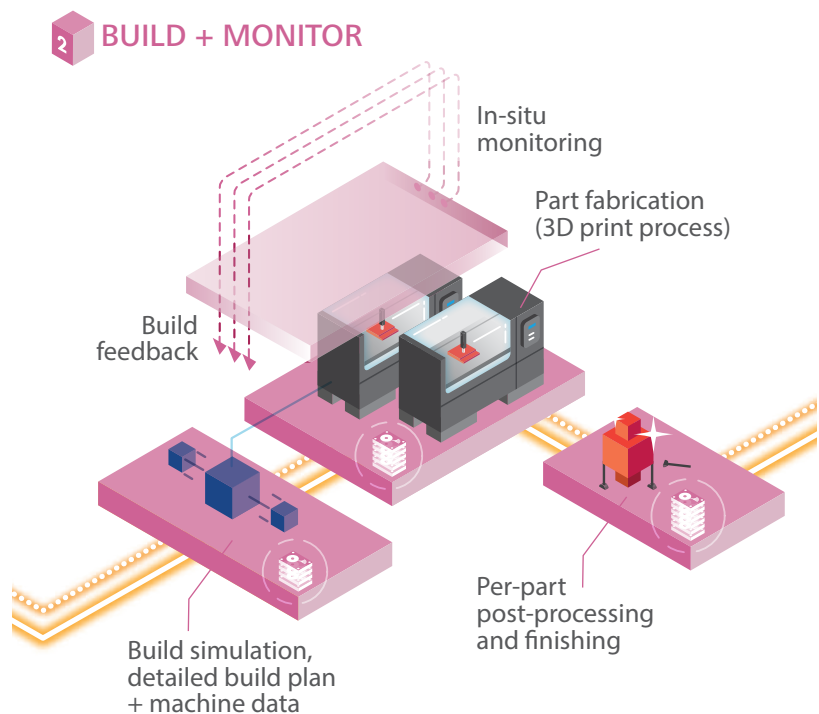 2 BUILD + MONITOR
In-situ
monitoring
Part fabrication
(3D print process)
Build
feedback
Per-part
post-processing
and finishing
Build simulation,
detailed build plan
+ machine data